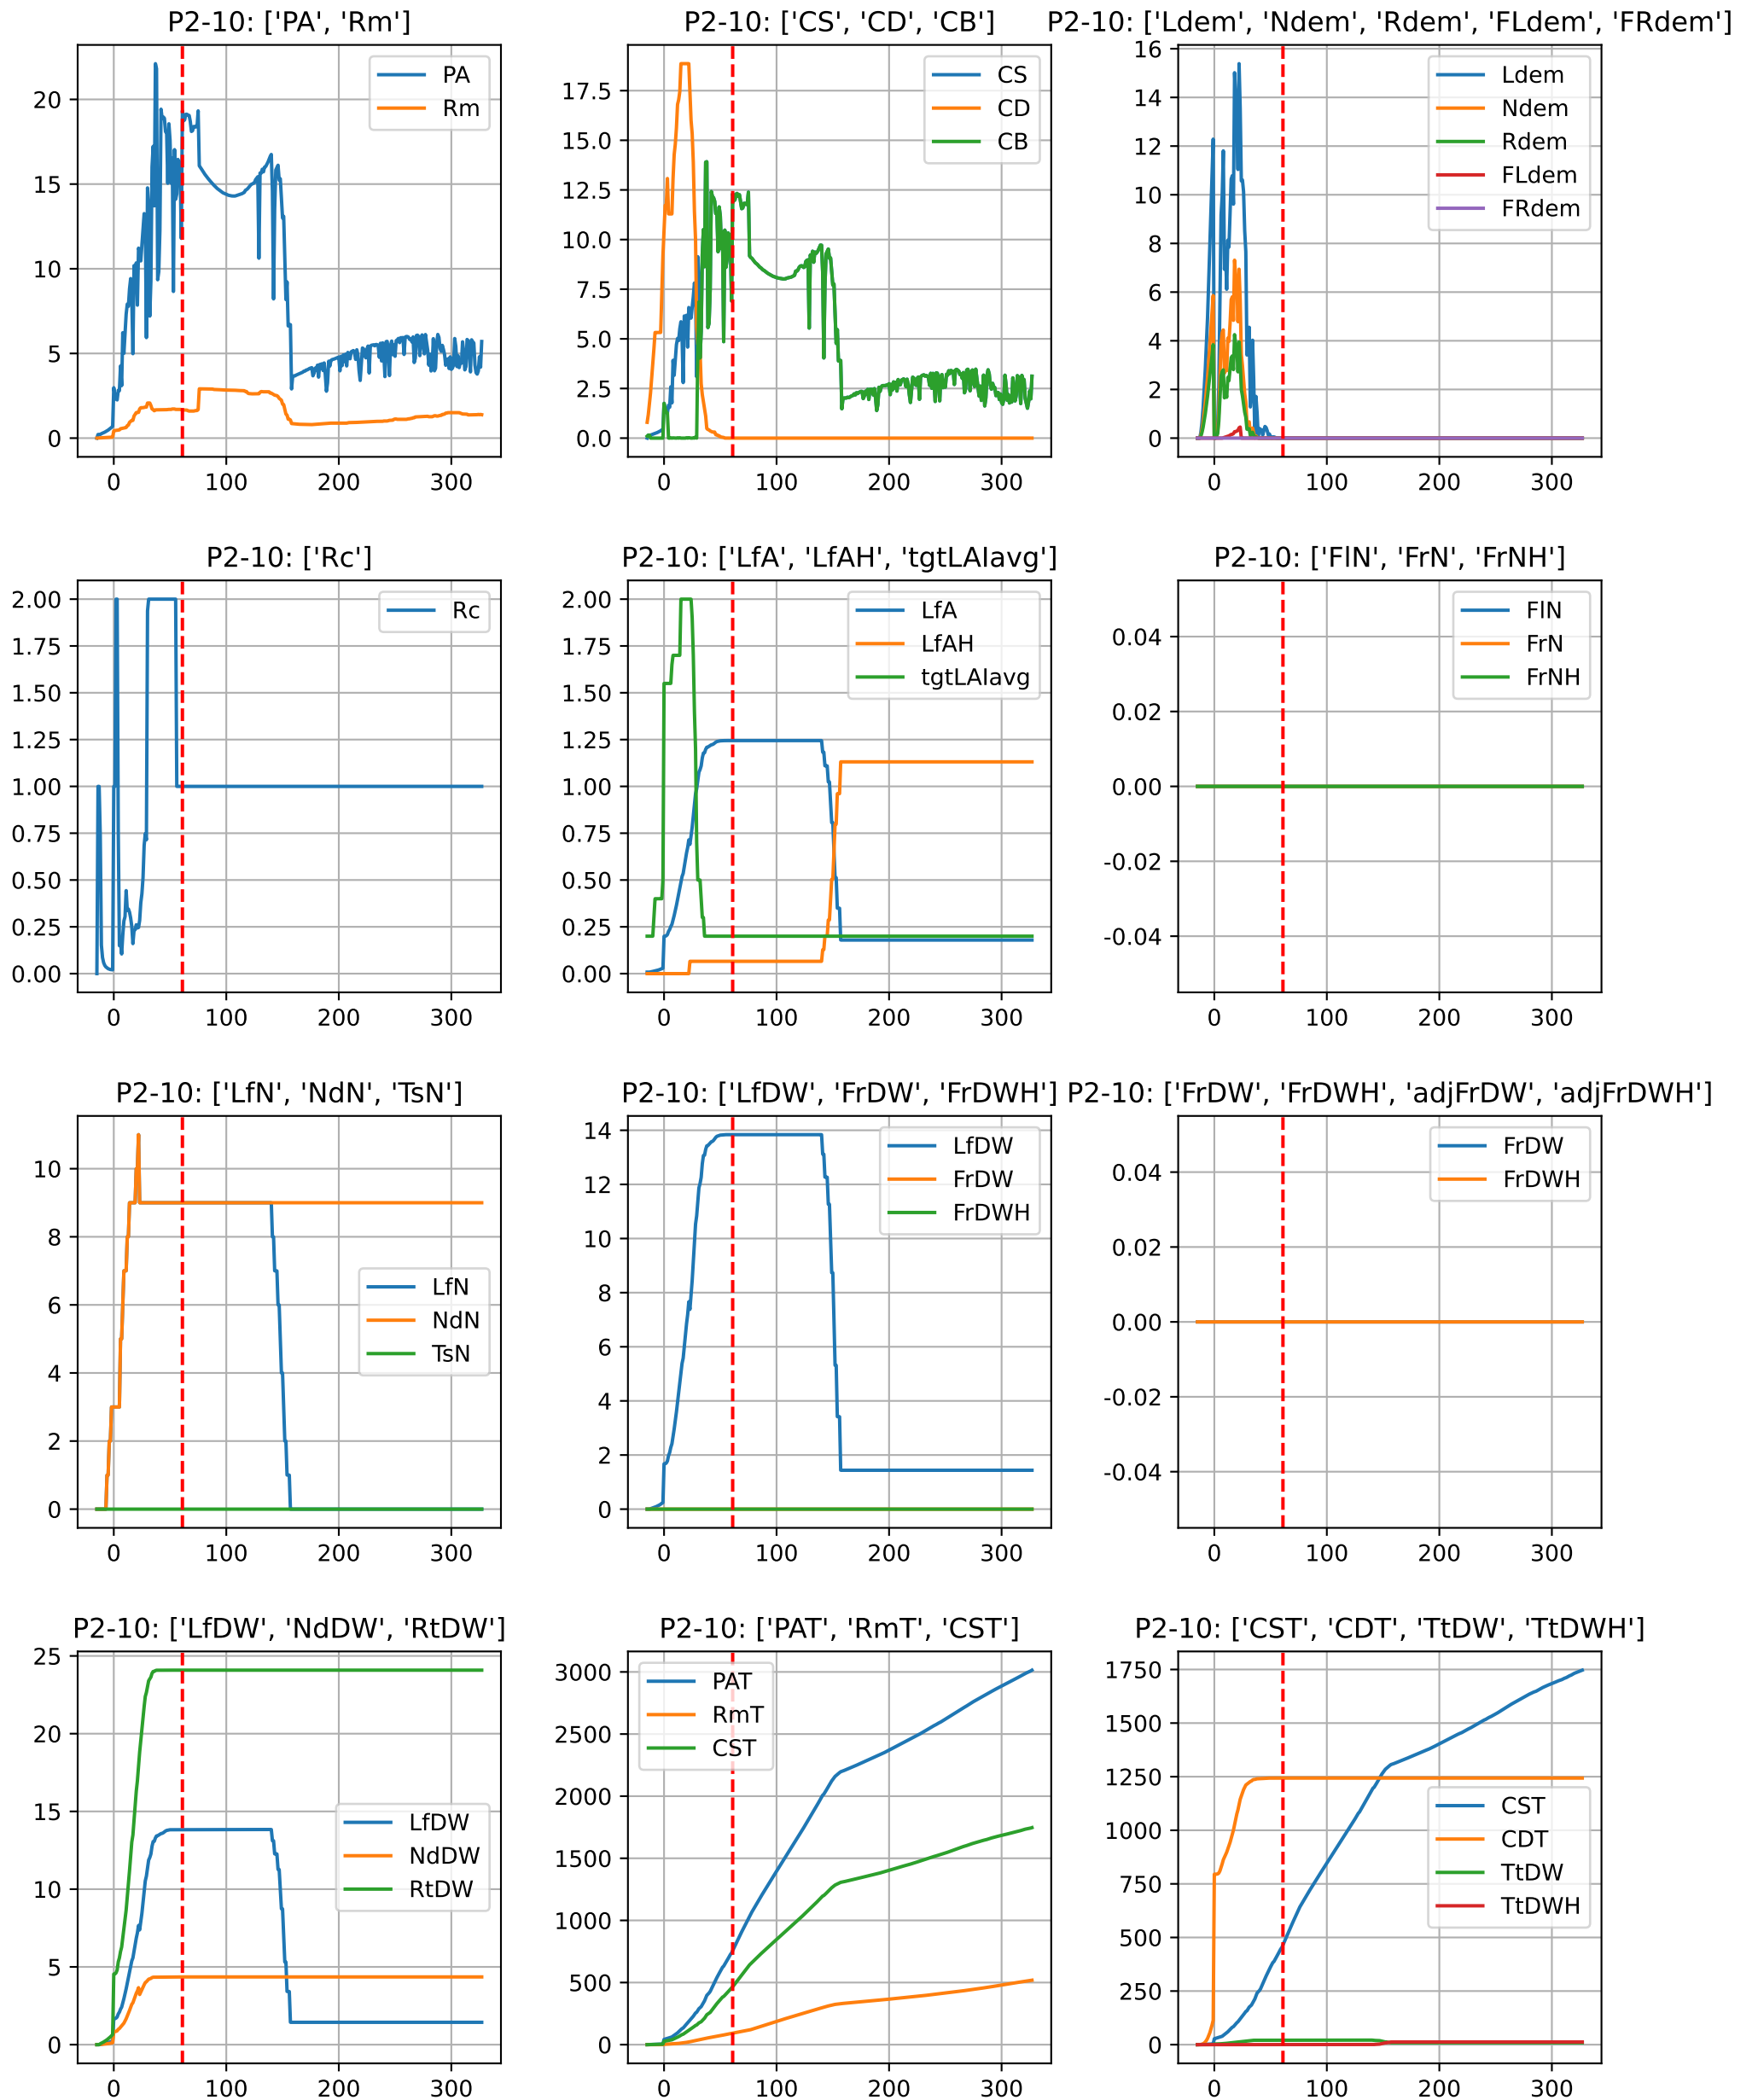 P2-10: ['PA', 'Rm']
20
15
10
5
0
0 100 200 300
PA
Rm
P2-10: ['CS', 'CD', 'CB']
17.5
15.0
12.5
10.0
7.5
5.0
2.5
0.0
0 100 200 300
CS
CD
CB
P2-10: ['Ldem', 'Ndem', 'Rdem', 'FLdem', 'FRdem']
16
14
12
10
8
6
4
2
0
0 100 200 300
Ldem
Ndem
Rdem
FLdem
FRdem
P2-10: ['Rc']
2.00
1.75
1.50
1.25
1.00
0.75
0.50
0.25
0.00
0 100 200 300
Rc
P2-10: ['LfA', 'LfAH', 'tgtLAIavg']
2.00
1.75
1.50
1.25
1.00
0.75
0.50
0.25
0.00
0 100 200 300
LfA
LfAH
tgtLAIavg
P2-10: ['FlN', 'FrN', 'FrNH']
0.04
0.02
0.00
-0.02
-0.04
0 100 200 300
FlN
FrN
FrNH
P2-10: ['LfN', 'NdN', 'TsN']
10
8
6
4
2
0
0 100 200 300
LfN
NdN
TsN
P2-10: ['LfDW', 'FrDW', 'FrDWH']
14
12
10
8
6
4
2
0
0 100 200 300
LfDW
FrDW
FrDWH
P2-10: ['FrDW', 'FrDWH', 'adjFrDW', 'adjFrDWH']
0.04
0.02
0.00
-0.02
-0.04
0 100 200 300
FrDW
FrDWH
P2-10: ['LfDW', 'NdDW', 'RtDW']
25
20
15
10
5
0
0 100 200 300
LfDW
NdDW
RtDW
P2-10: ['PAT', 'RmT', 'CST']
3000
2500
2000
1500
1000
500
0
0 100 200 300
PAT
RmT
CST
P2-10: ['CST', 'CDT', 'TtDW', 'TtDWH']
1750
1500
1250
1000
750
500
250
0
0 100 200 300
CST
CDT
TtDW
TtDWH